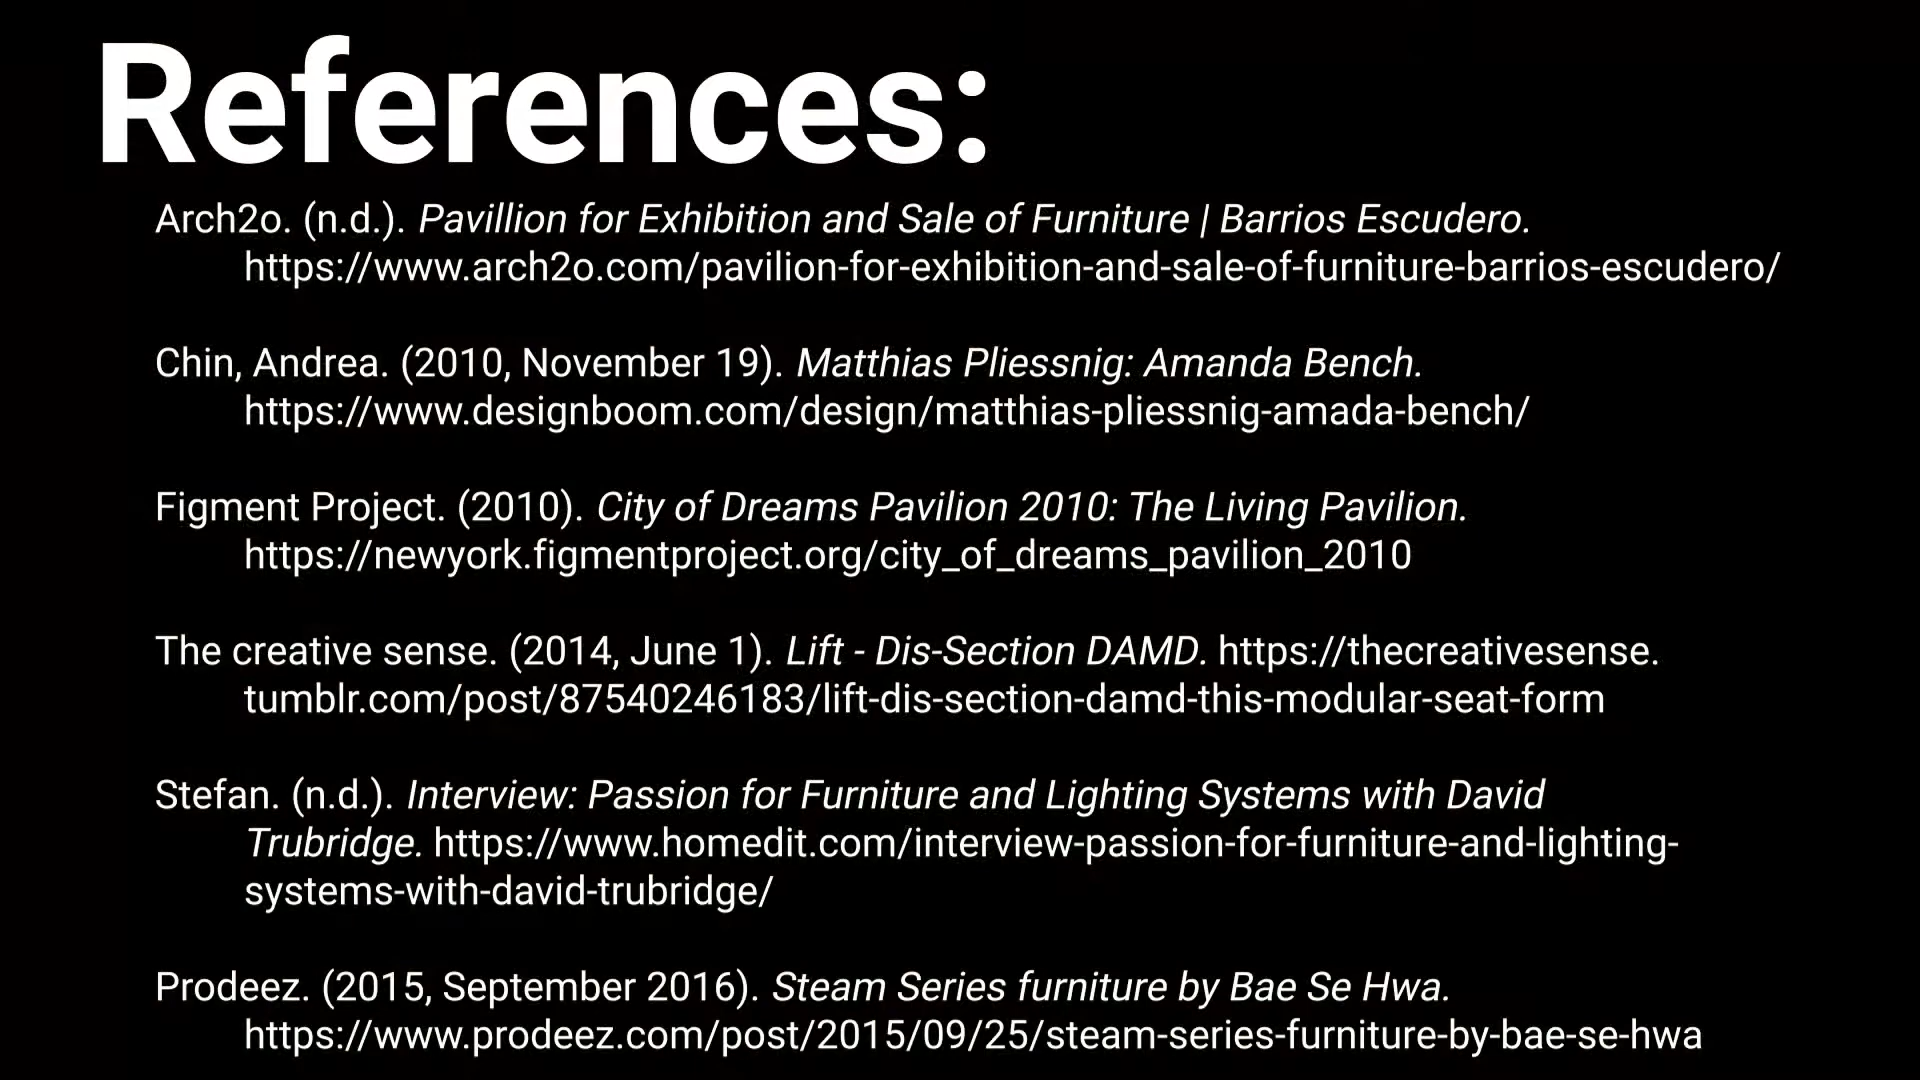 References:
Arch2o. (n.d.). Pavillion for Exhibition and Sale of Furniture | Barrios Escudero.
https://www.arch2o.com/pavilion-for-exhibition-and-sale-of-furniture-barrios-escudero/
Chin, Andrea. (2010, November 19). Matthias Pliessnig: Amanda Bench.
https://www.designboom.com/design/matthias-pliessnig-amada-bench/
Figment Project. (2010). City of Dreams Pavilion 2010: The Living Pavilion.
https://newyork.figmentproject.org/city_of_dreams_pavilion_2010
The creative sense. (2014, June 1). Lift - Dis-Section DAMD. https://thecreativesense.
tumblr.com/post/87540246183/lift-dis-section-damd-this-modular-seat-form
Stefan. (n.d.). Interview: Passion for Furniture and Lighting Systems with David
Trubridge. https://www.homedit.com/interview-passion-for-furniture-and-lighting-
systems-with-david-trubridge/
Prodeez. (2015, September 2016). Steam Series furniture by Bae Se Hwa.
https://www.prodeez.com/post/2015/09/25/steam-series-furniture-by-bae-se-hwa